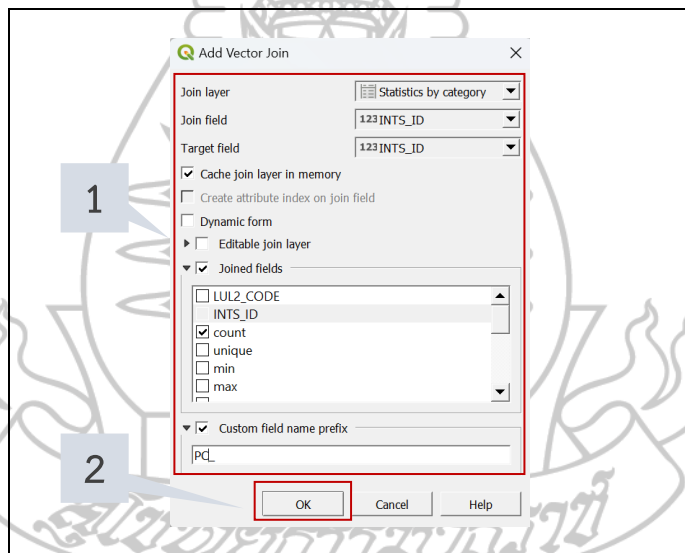 Add Vector Join
Join layer
Statistics by category
Join field
123 INTS_ID
Target field
123 INTS_ID
Cache join layer in memory
Create attribute index on join field
Dynamic form
Editable join layer
Joined fields
LUL2_CODE
INTS_ID
count
unique
min
max
Custom field name prefix
PC_
OK
Cancel
Help
1
2